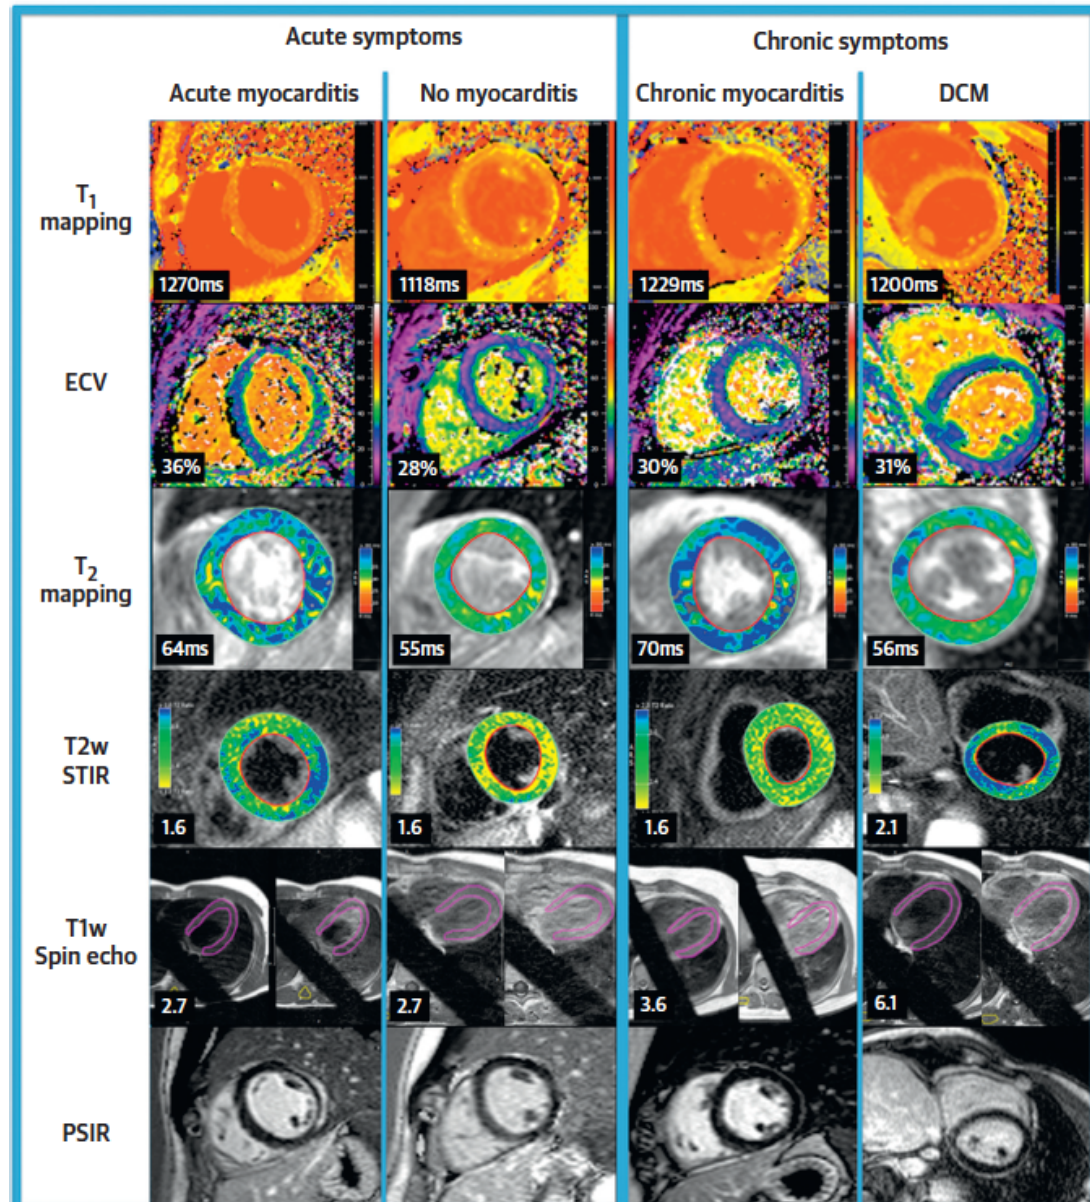 Acute symptoms
Chronic symptoms
Acute myocarditis
No myocarditis
Chronic myocarditis
DCM
T1
mapping
1270ms
1118ms
1229ms
1200ms
ECV
36%
28%
30%
31%
T2
mapping
64ms
55ms
70ms
56ms
T2w
STIR
1.6
1.6
1.6
2.1
T1w
Spin echo
2.7
2.7
3.6
6.1
PSIR